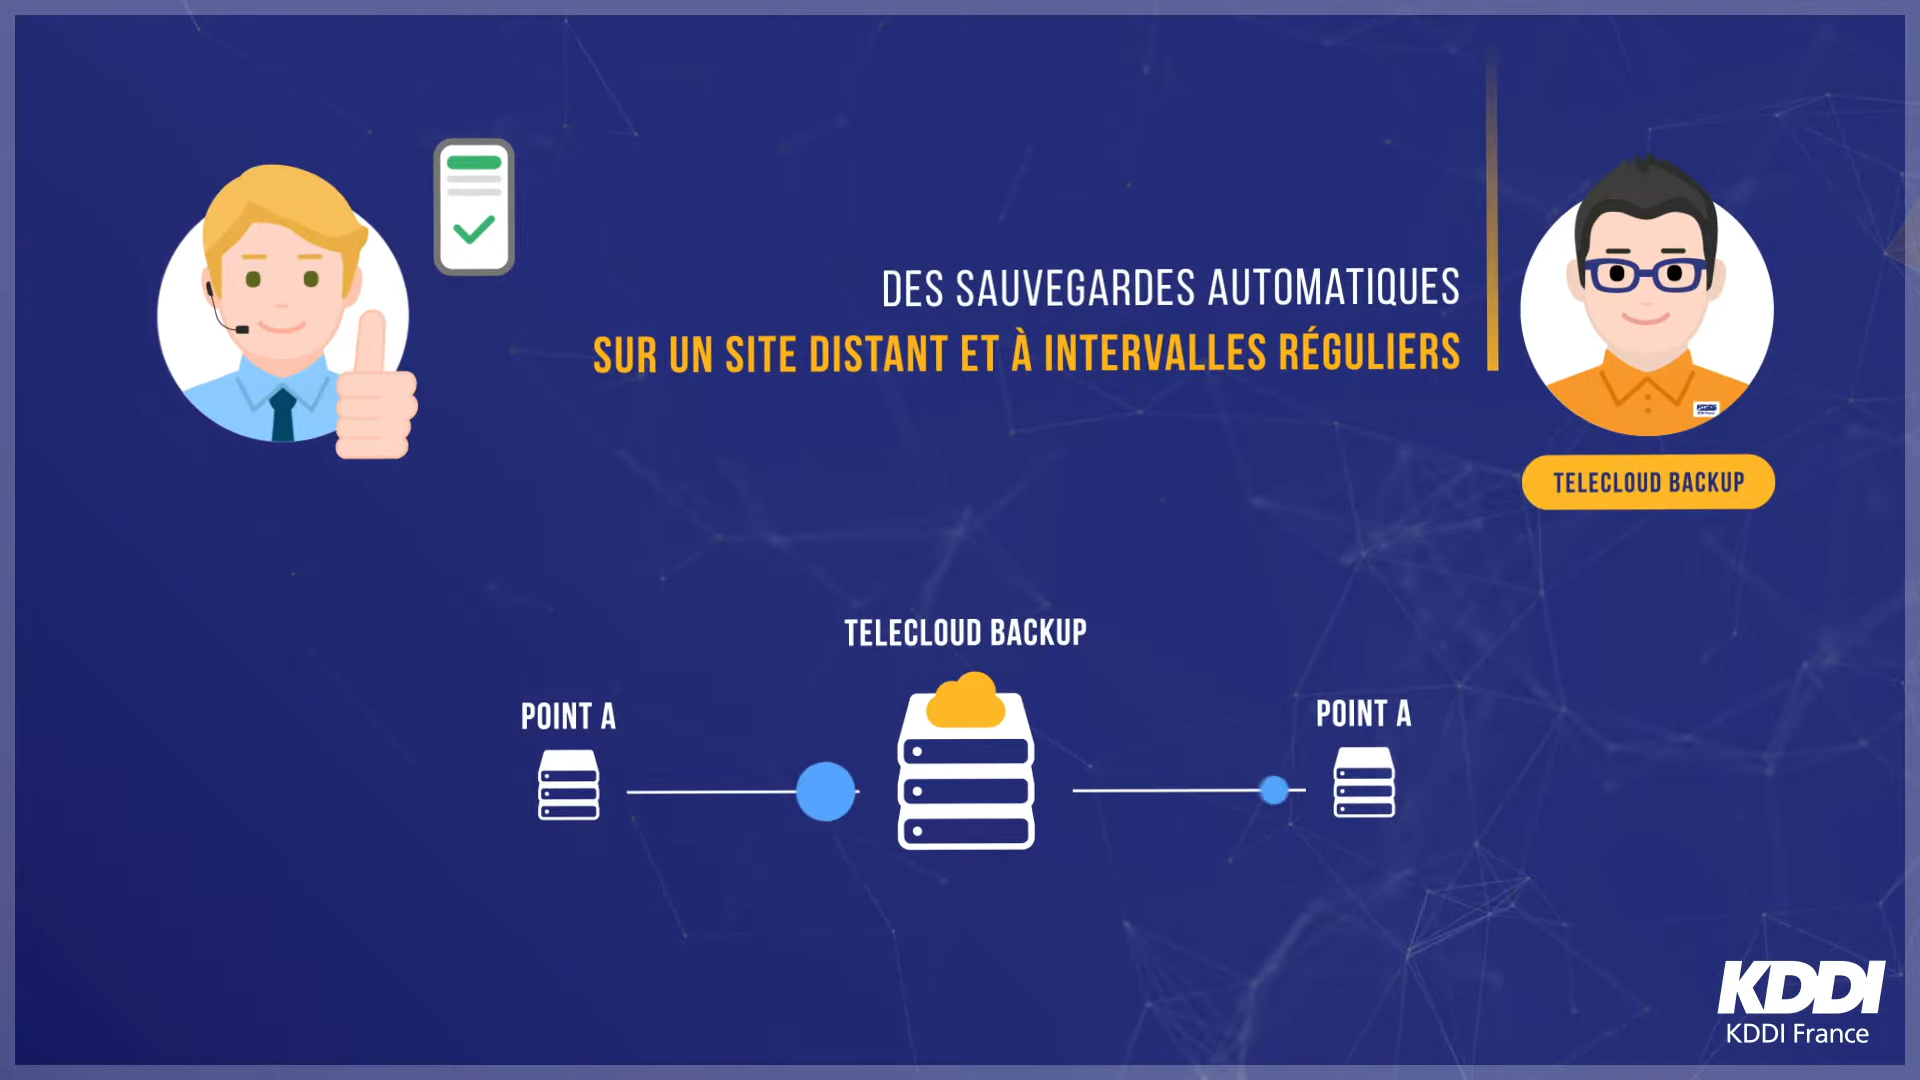 DES SAUVEGARDES AUTOMATIQUES
SUR UN SITE DISTANT ET À INTERVALLES RÉGULIERS
TELECLOUD BACKUP
TELECLOUD BACKUP
POINT A
POINT A
KDDI
KDDI France